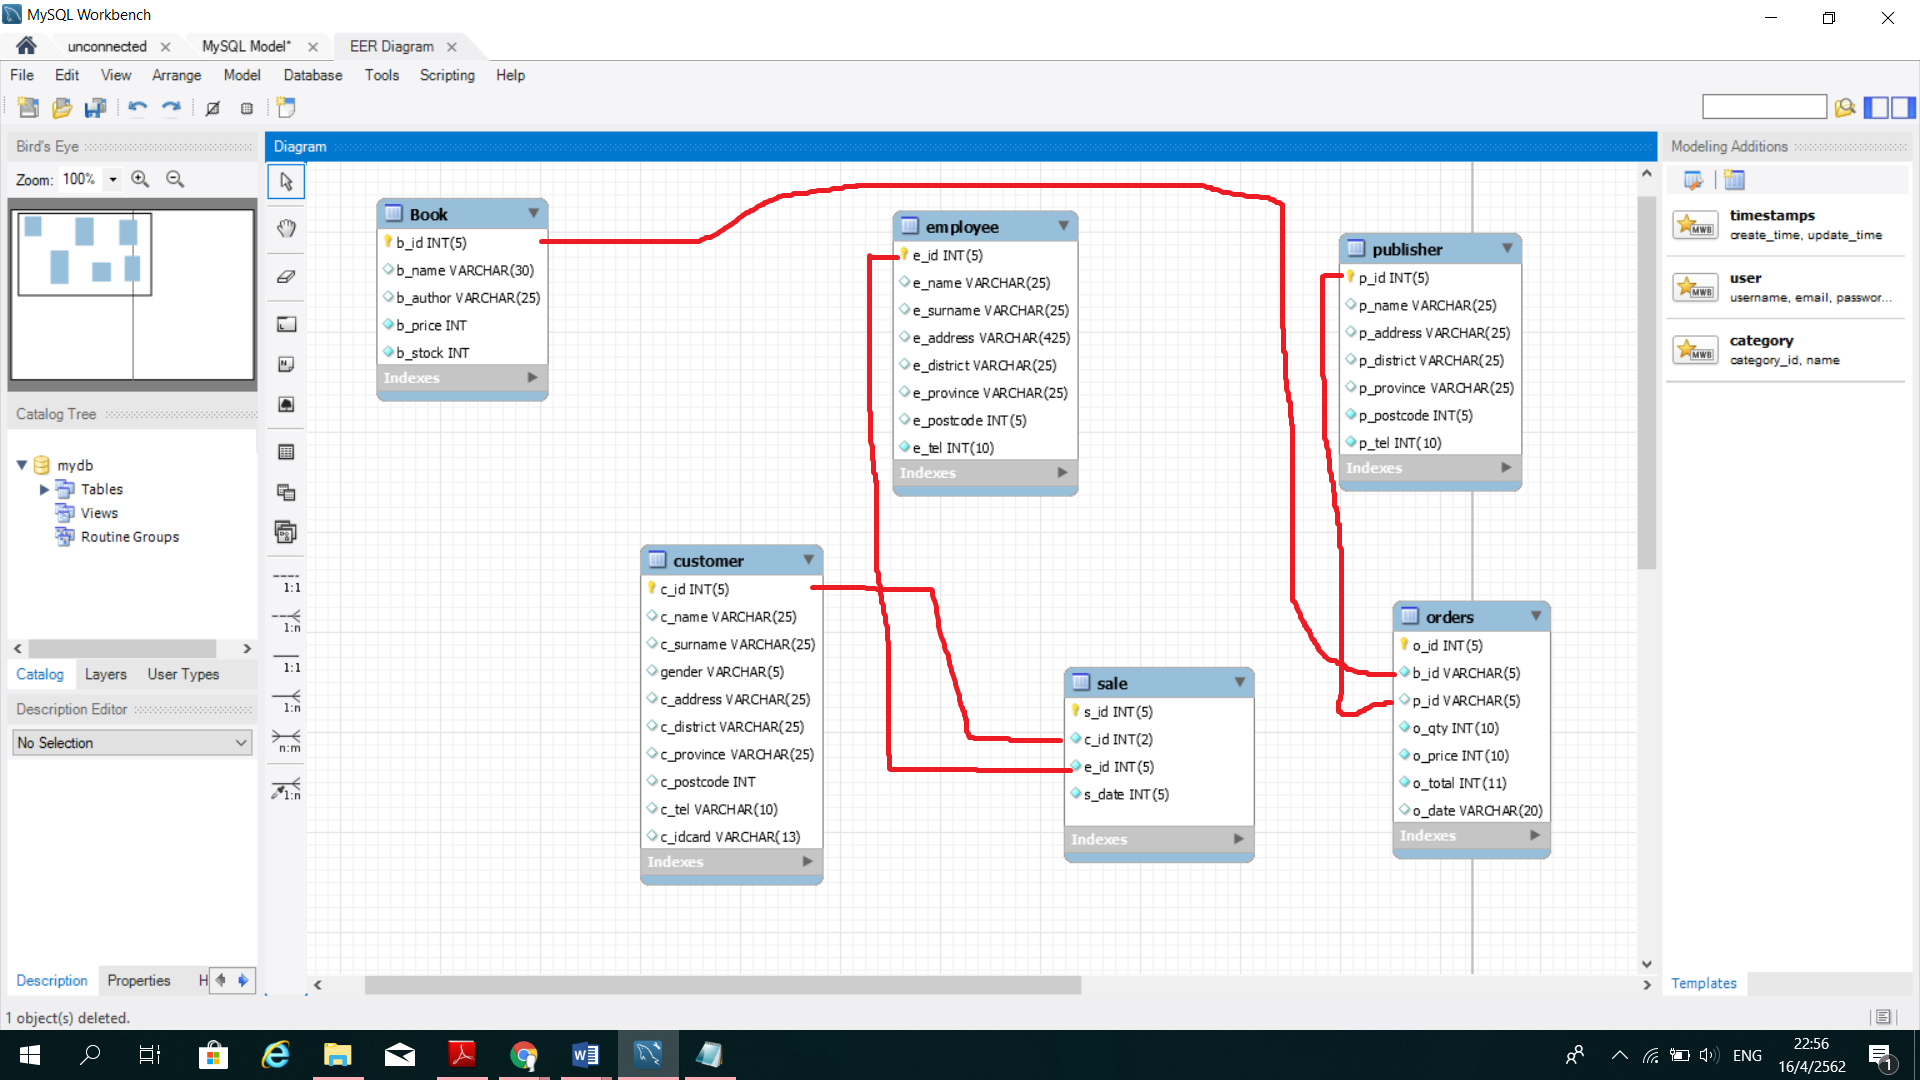 MySQL Workbench
unconnected
MySQL Model*
EER Diagram
File Edit View Arrange Model Database Tools Scripting Help
Bird's Eye
Zoom: 100%
Catalog Tree
mydb
Tables
Views
Routine Groups
Catalog Layers User Types
Description Editor
No Selection
Description Properties H
1 object(s) deleted.
Diagram
1:1
1:n
1:1
1:n
n:m
1:n
Book
b_id INT(5)
b_name VARCHAR(30)
b_author VARCHAR(25)
b_price INT
b_stock INT
Indexes
employee
e_id INT(5)
e_name VARCHAR(25)
e_surname VARCHAR(25)
e_address VARCHAR(425)
e_district VARCHAR(25)
e_province VARCHAR(25)
e_postcode INT(5)
e_tel INT(10)
Indexes
publisher
p_id INT(5)
p_name VARCHAR(25)
p_address VARCHAR(25)
p_district VARCHAR(25)
p_province VARCHAR(25)
p_postcode INT(5)
p_tel INT(10)
Indexes
customer
c_id INT(5)
c_name VARCHAR(25)
c_surname VARCHAR(25)
gender VARCHAR(5)
c_address VARCHAR(25)
c_district VARCHAR(25)
c_province VARCHAR(25)
c_postcode INT
c_tel VARCHAR(10)
c_idcard VARCHAR(13)
Indexes
sale
s_id INT(5)
c_id INT(2)
e_id INT(5)
s_date INT(5)
Indexes
orders
o_id INT(5)
b_id VARCHAR(5)
p_id VARCHAR(5)
o_qty INT(10)
o_price INT(10)
o_total INT(11)
o_date VARCHAR(20)
Indexes
Modeling Additions
MWB
timestamps
create_time, update_time
MWB
user
username, email, passwor...
MWB
category
category_id, name
Templates
ENG
22:56
16/4/2562
1